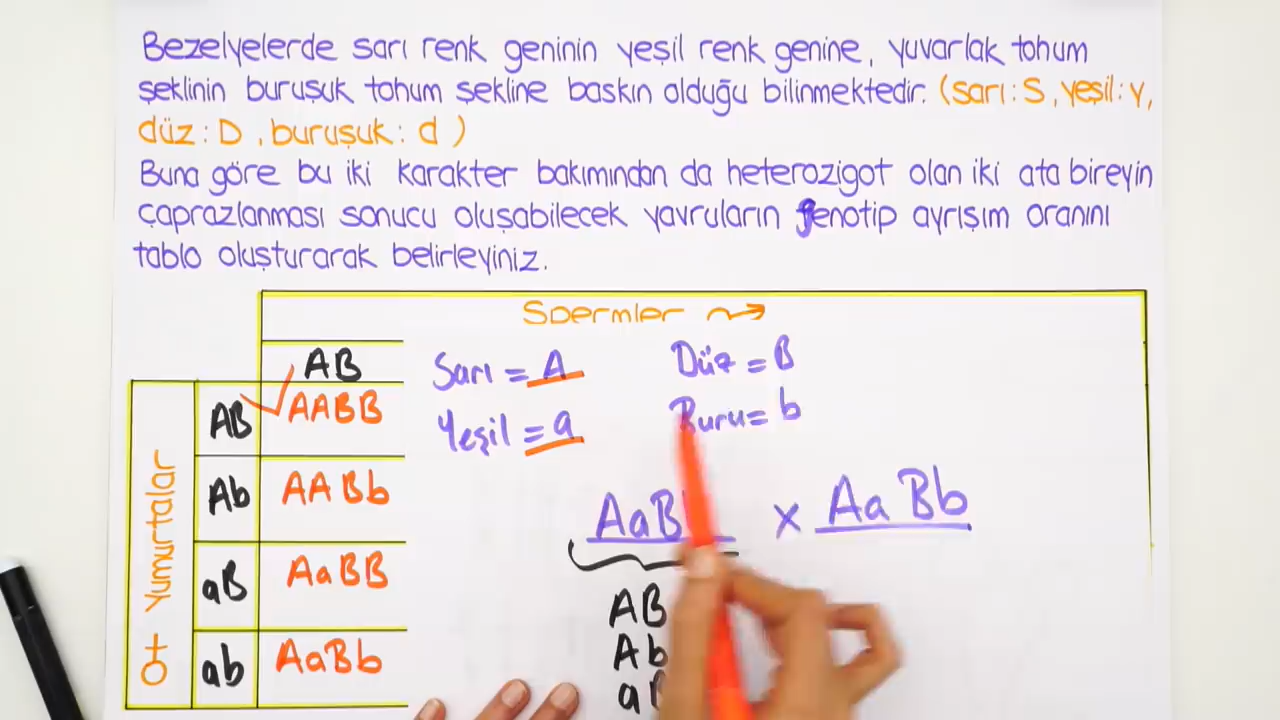 Bezelyelerde sarı renk geninin yeşil renk genine, yuvarlak tohum
şeklinin buruşuk tohum şekline baskın olduğu bilinmektedir. (sarı: S, yeşil: y,
düz: D, buruşuk: d)
Buna göre bu iki karakter bakımından da heterozigot olan iki ata bireyin
çaprazlanması sonucu oluşabilecek yavruların genotip ayrışım oranını
tablo oluşturarak belirleyiniz.
Spermler
AB
Sarı = A
Düz = B
Yeşil = a
Buru = b
Yumurtalar
AB AABB
Ab AABb
aB AaBB
ab AaBb
AaB x AaBb
AB
Ab
a